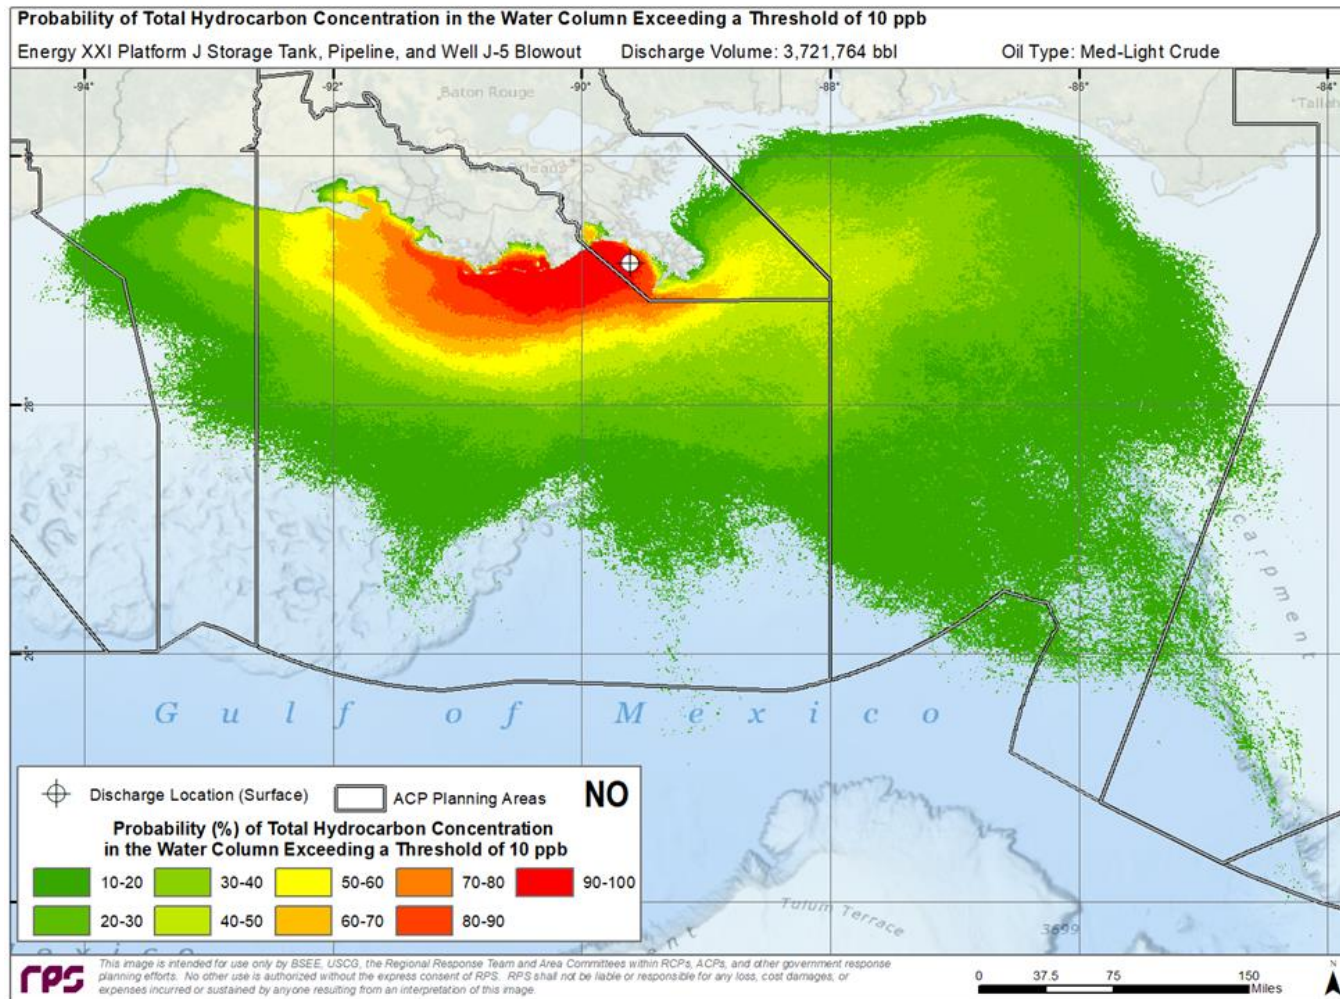 Probability of Total Hydrocarbon Concentration in the Water Column Exceeding a Threshold of 10 ppb
Energy XXI Platform J Storage Tank, Pipeline, and Well J-5 Blowout Discharge Volume: 3,721,764 bbl Oil Type: Med-Light Crude
-94° -92° -90° -88° -86° -84°
Baton Rouge
Tallah
28°
26°
carpment
Gulf of Mexico
Discharge Location (Surface) ACP Planning Areas NO
Probability (%) of Total Hydrocarbon Concentration
in the Water Column Exceeding a Threshold of 10 ppb
10-20 30-40 50-60 70-80 90-100
20-30 40-50 60-70 80-90
Tulum Terrace
3699
rps
This image is intended for use only by BSEE, USCG, the Regional Response Team and Area Committees within RCPs, ACPs, and other government response
planning efforts. No other use is authorized without the express consent of RPS. RPS shall not be liable or responsible for any loss, cost damages, or
expenses incurred or sustained by anyone resulting from an interpretation of this image.
0 37.5 75 150
Miles
N